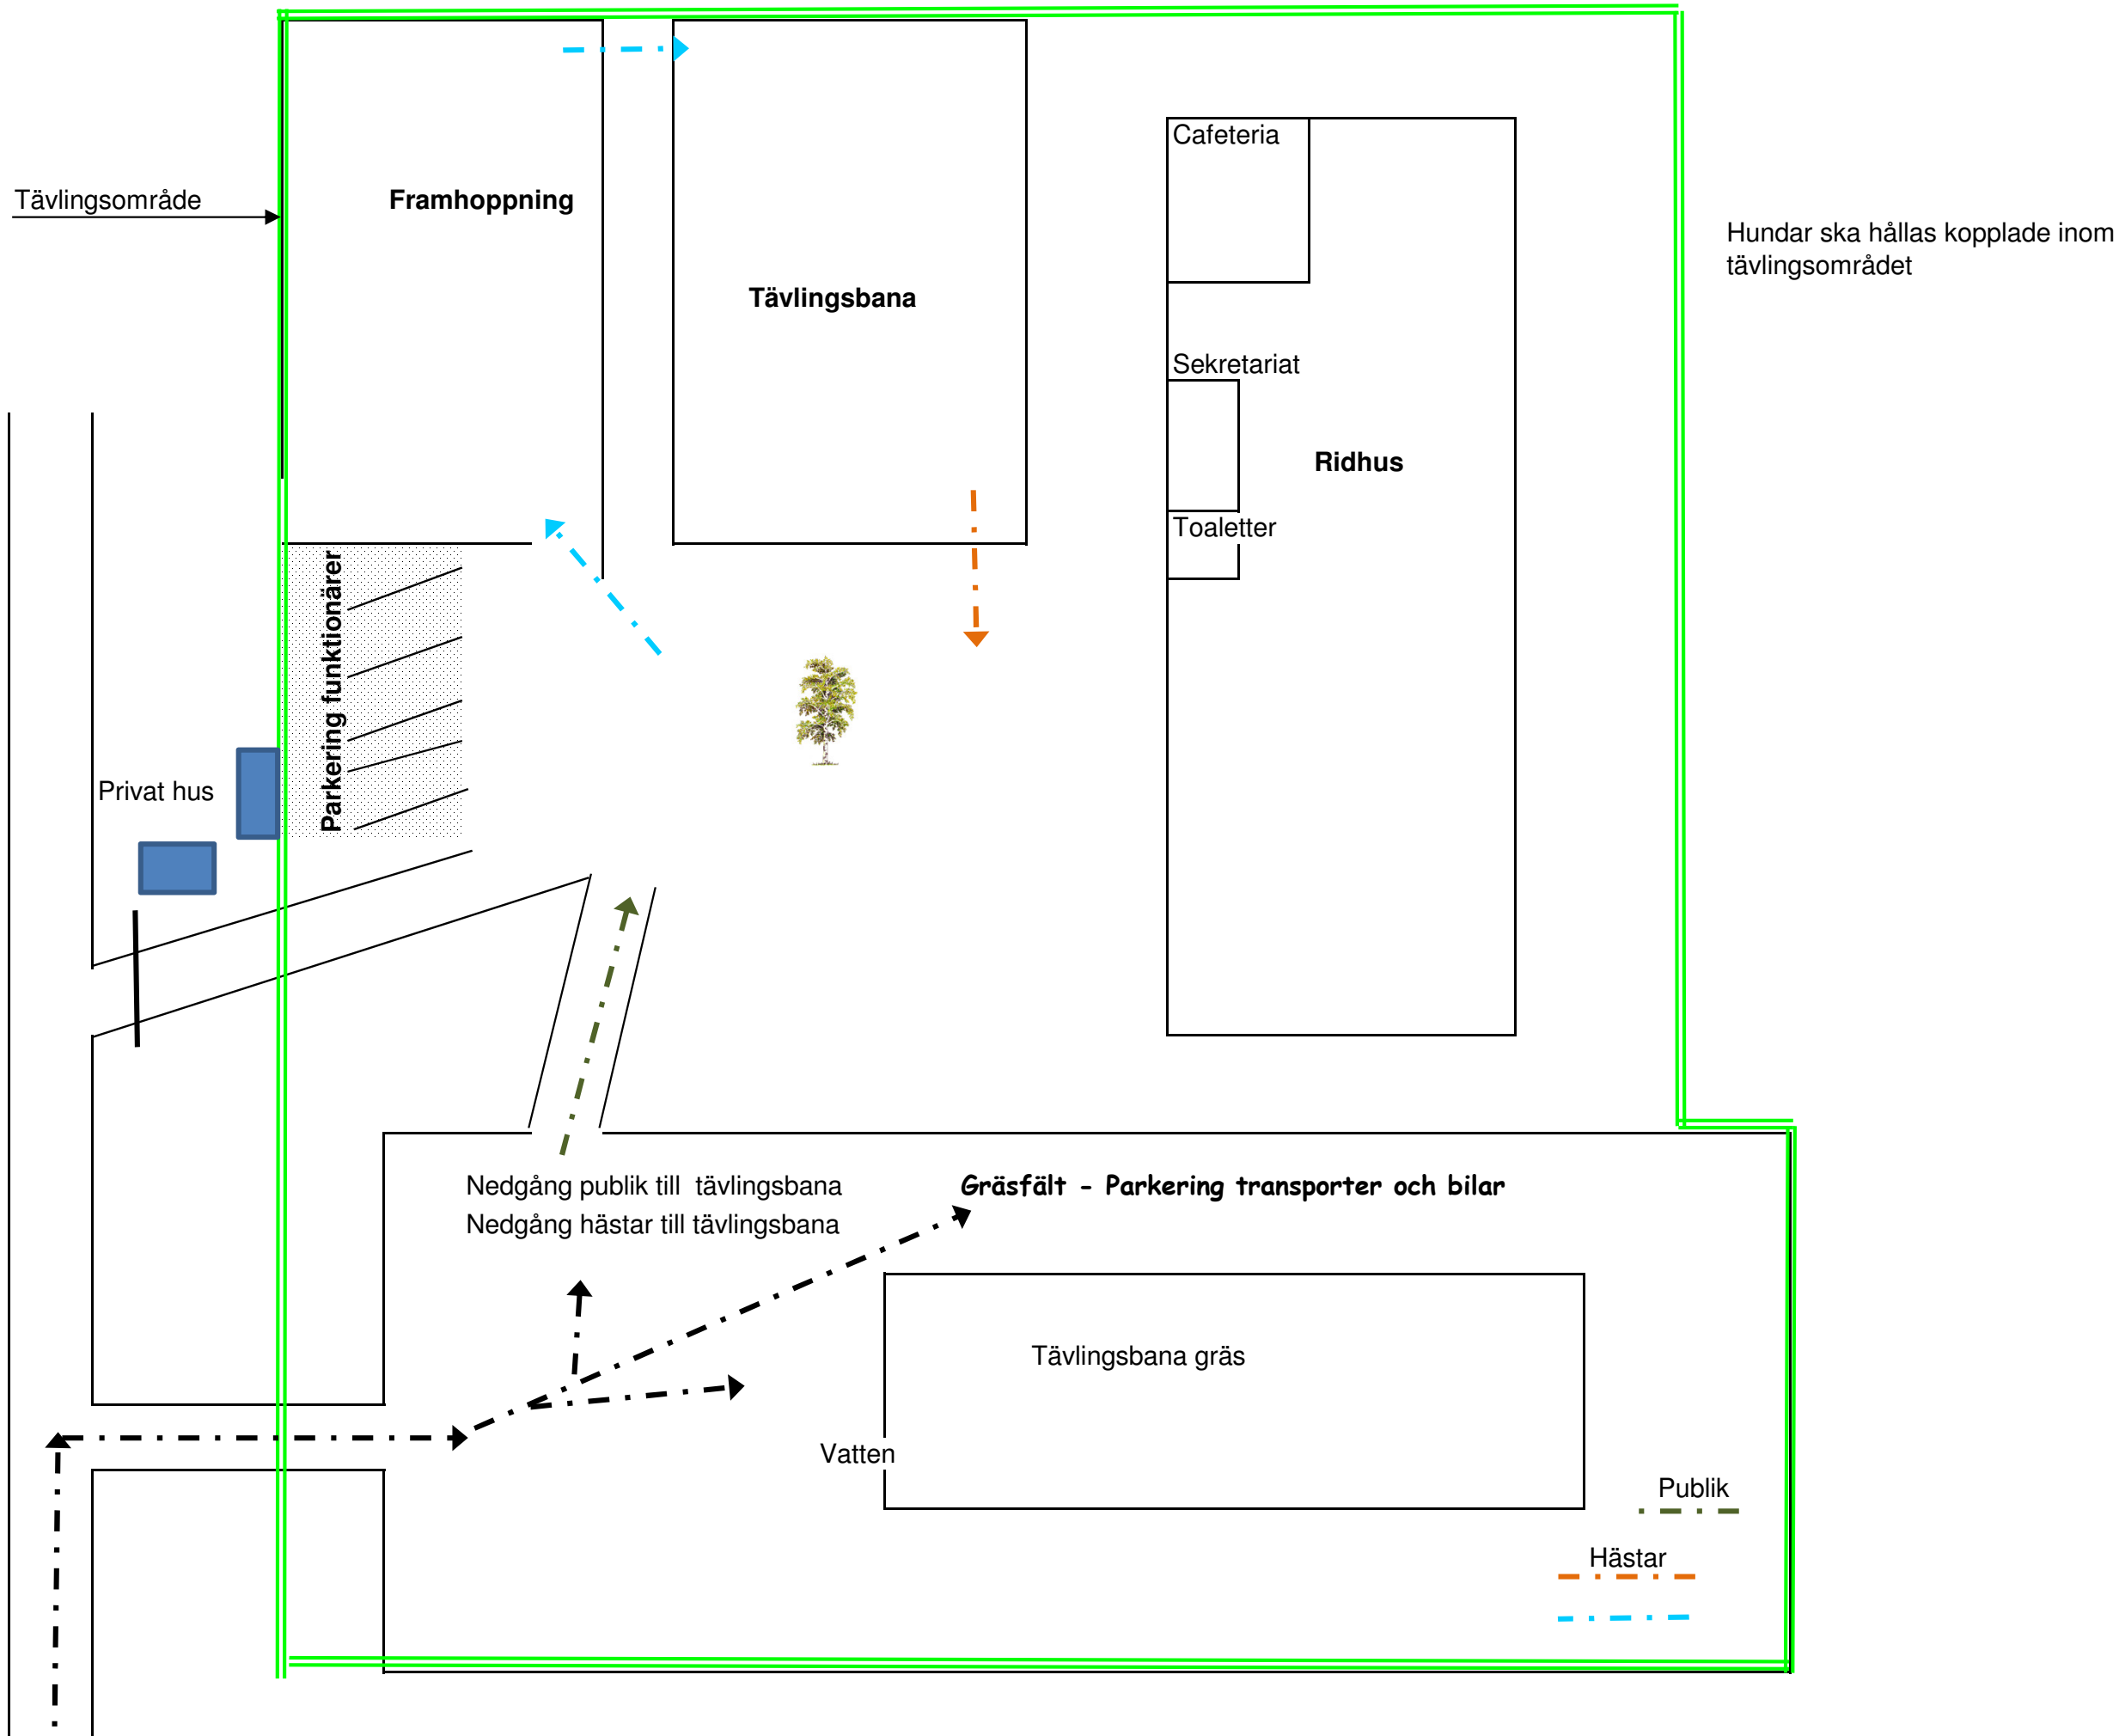 Cafeteria
Tävlingsområde
Framhoppning
Hundar ska hållas kopplade inom
tävlingsområdet
Tävlingsbana
Sekretariat
Ridhus
Toaletter
Parkering funktionärer
Privat hus
Nedgång publik till  tävlingsbana
Nedgång hästar till tävlingsbana
Gräsfält - Parkering transporter och bilar
Tävlingsbana gräs
Vatten
Publik
Hästar